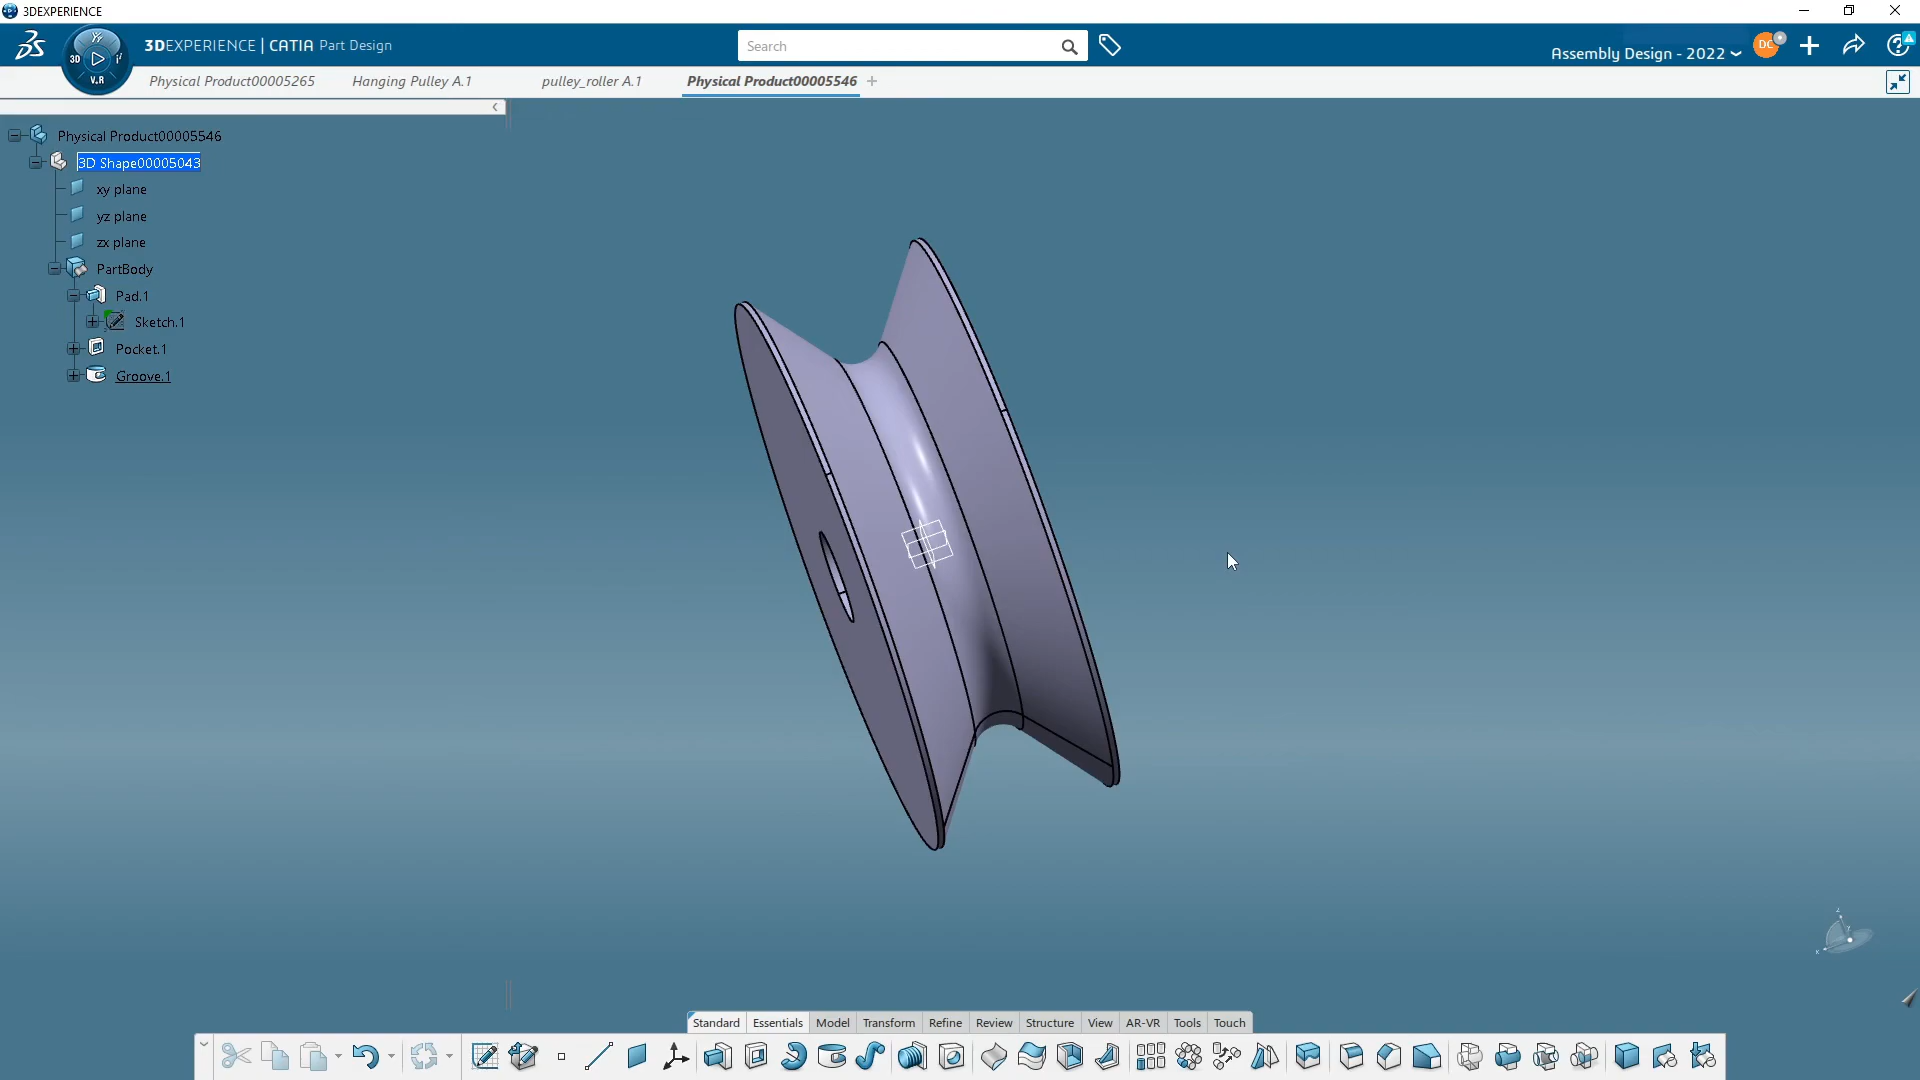 3DEXPERIENCE
3DEXPERIENCE | CATIA Part Design
Search
Assembly Design - 2022
DC
3D
V.R
Physical Product00005265
Hanging Pulley A.1
pulley_roller A.1
Physical Product00005546
Physical Product00005546
3D Shape00005043
xy plane
yz plane
zx plane
PartBody
Pad.1
Sketch.1
Pocket.1
Groove.1
Standard
Essentials
Model
Transform
Refine
Review
Structure
View
AR-VR
Tools
Touch